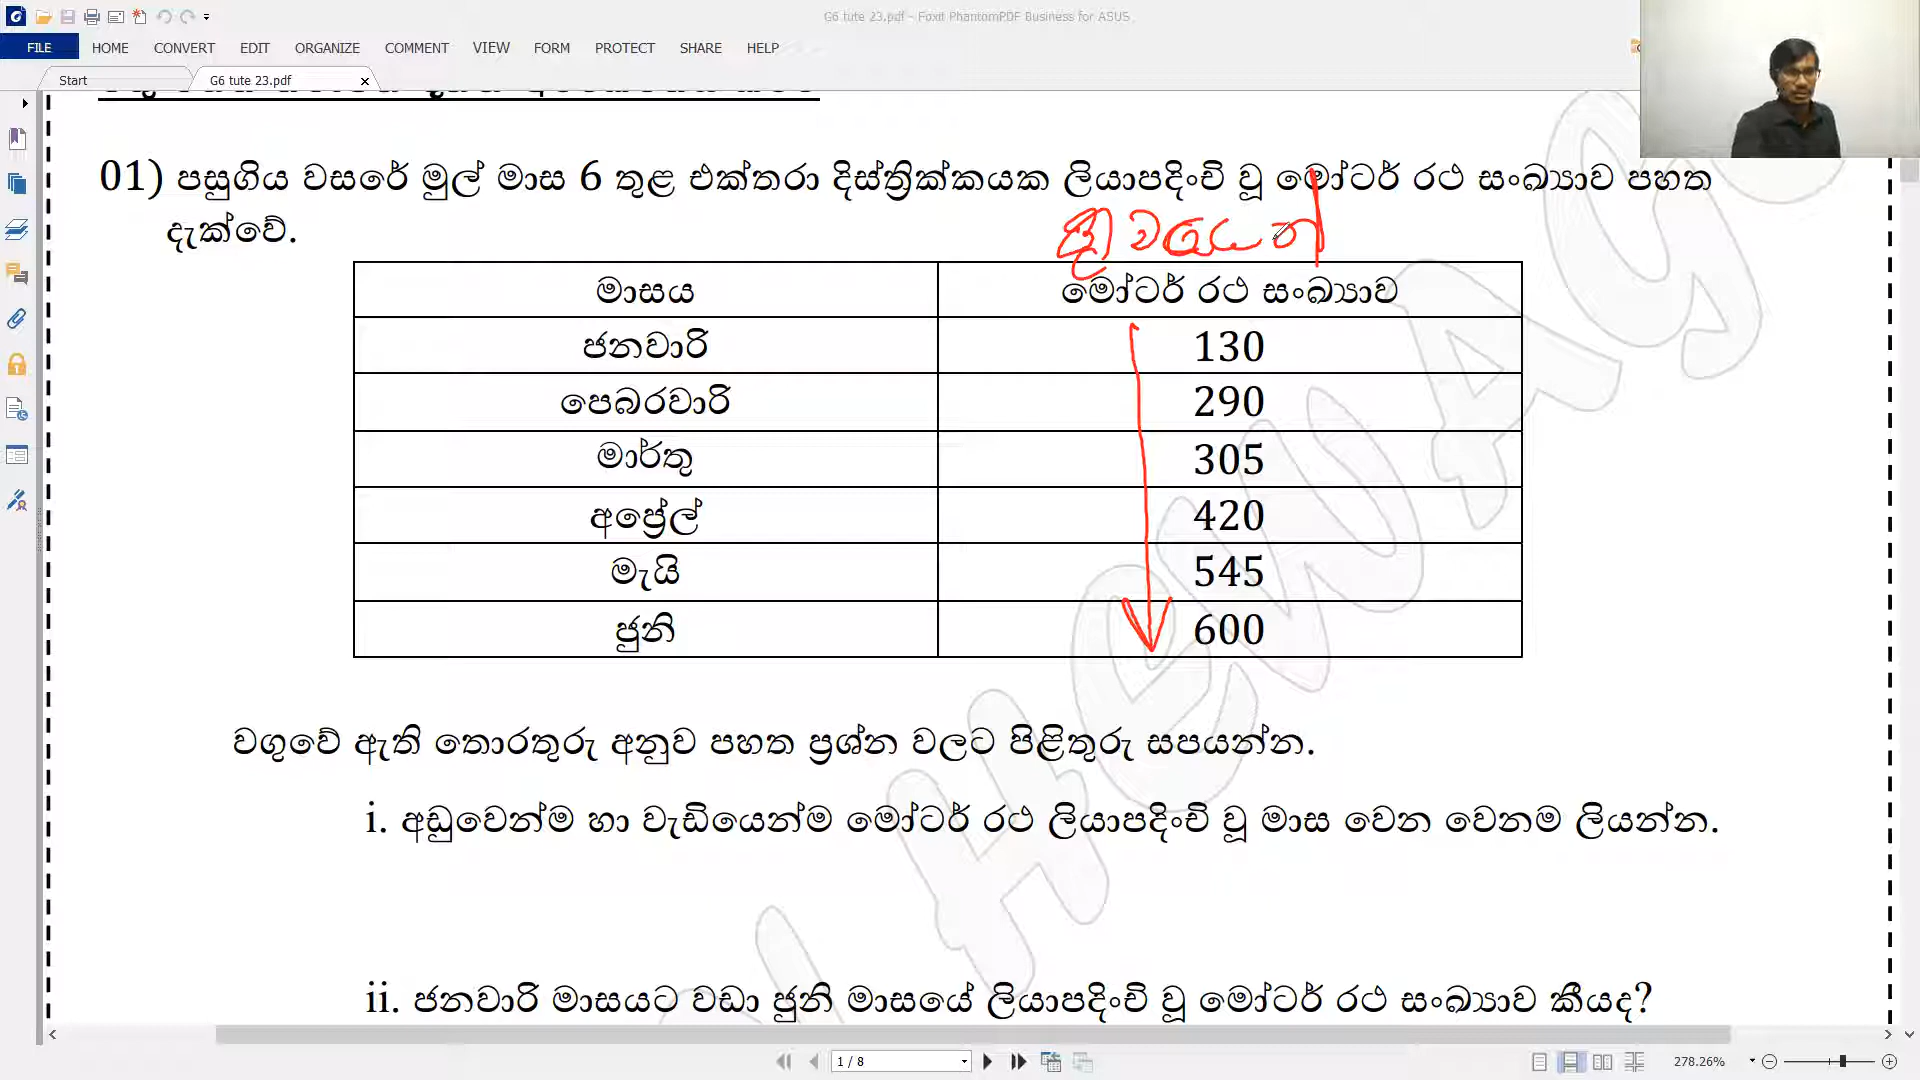 G6 tute 23.pdf - Foxit PhantomPDF Business for ASUS
FILE HOME CONVERT EDIT ORGANIZE COMMENT VIEW FORM PROTECT SHARE HELP
Start G6 tute 23.pdf
01) පසුගිය වසරේ මුල් මාස 6 තුළ එක්තරා දිස්ත්‍රික්කයක ලියාපදිංචි වූ මෝටර් රථ සංඛ්‍යාව පහත
දැක්වේ.
මාසය මෝටර් රථ සංඛ්‍යාව
ජනවාරි 130
පෙබරවාරි 290
මාර්තු 305
අප්‍රේල් 420
මැයි 545
ජුනි 600
වගුවේ ඇති තොරතුරු අනුව පහත ප්‍රශ්න වලට පිළිතුරු සපයන්න.
i. අඩුවෙන්ම හා වැඩියෙන්ම මෝටර් රථ ලියාපදිංචි වූ මාස වෙන වෙනම ලියන්න.
ii. ජනවාරි මාසයට වඩා ජුනි මාසයේ ලියාපදිංචි වූ මෝටර් රථ සංඛ්‍යාව කීයද?
1 / 8
278.26%